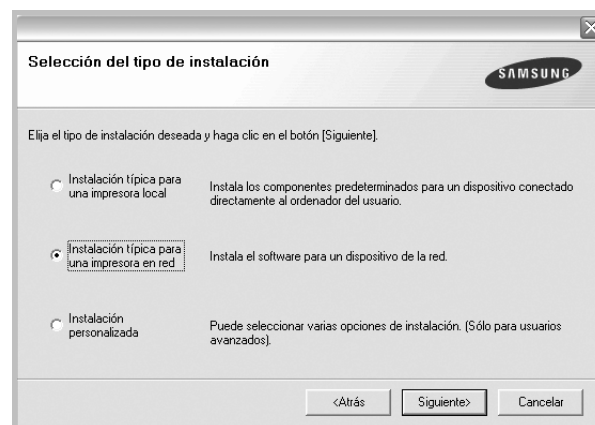 Selección del tipo de instalación
SAMSUNG
Elija el tipo de instalación deseada y haga clic en el botón [Siguiente].
Instalación típica para
una impresora local
Instala los componentes predeterminados para un dispositivo conectado
directamente al ordenador del usuario.
Instalación típica para
una impresora en red
Instala el software para un dispositivo de la red.
Instalación
personalizada
Puede seleccionar varias opciones de instalación. (Sólo para usuarios
avanzados).
<Atrás
Siguiente>
Cancelar